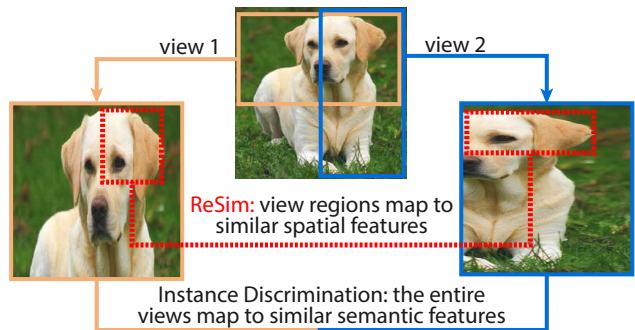 view 1
view 2
ReSim: view regions map to
similar spatial features
Instance Discrimination: the entire
views map to similar semantic features